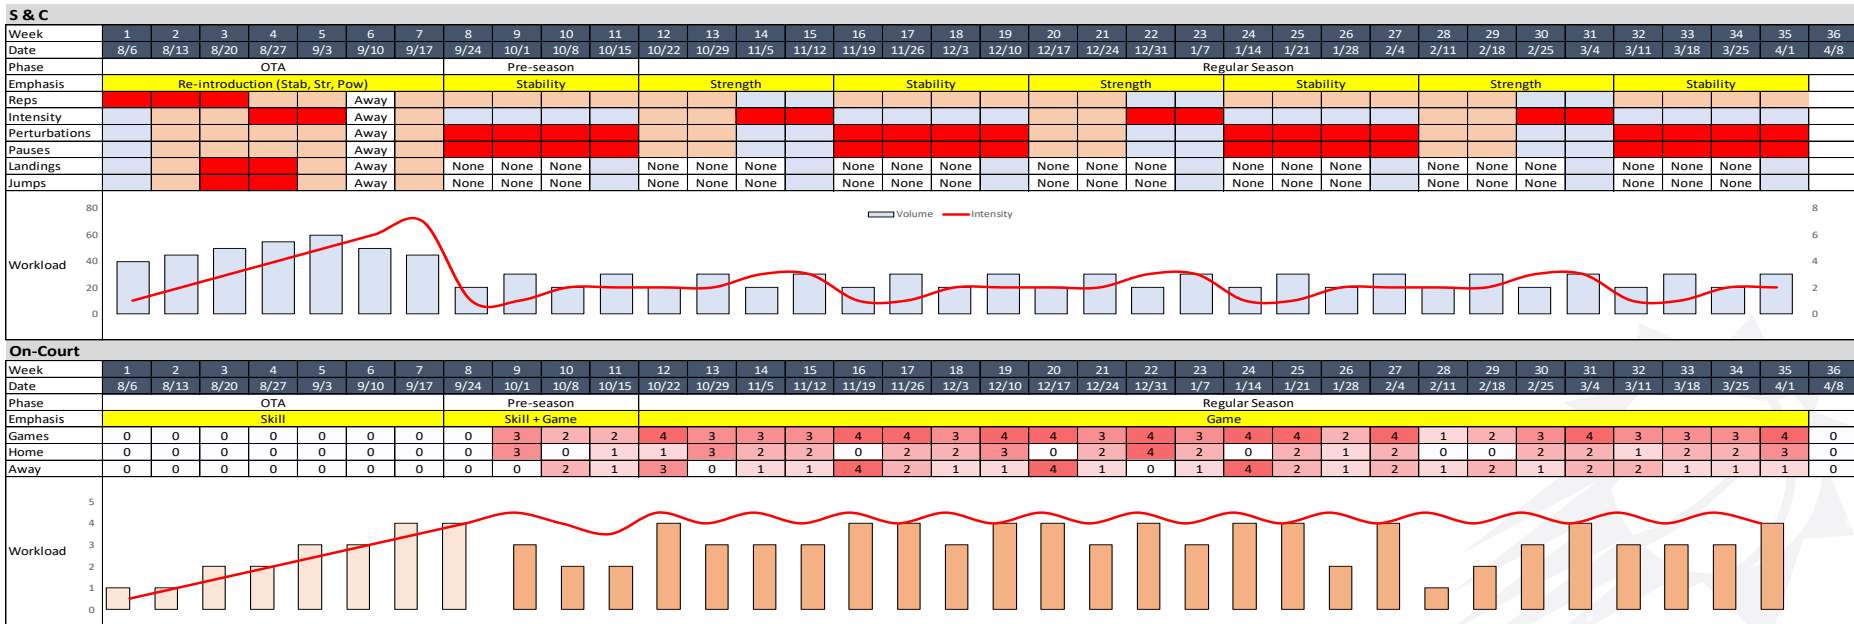 S & C
Week 1 2 3 4 5 6 7 8 9 10 11 12 13 14 15 16 17 18 19 20 21 22 23 24 25 26 27 28 29 30 31 32 33 34 35 36
Date 8/6 8/13 8/20 8/27 9/3 9/10 9/17 9/24 10/1 10/8 10/15 10/22 10/29 11/5 11/12 11/19 11/26 12/3 12/10 12/17 12/24 12/31 1/7 1/14 1/21 1/28 2/4 2/11 2/18 2/25 3/4 3/11 3/18 3/25 4/1 4/8
Phase OTA Pre-season Regular Season
Emphasis Re-introduction (Stab, Str, Pow) Stability Strength Stability Strength Stability Strength Stability
Reps Away
Intensity Away
Perturbations Away
Pauses Away
Landings Away None None None None None None None None None None None None None None None None None None None None None
Jumps Away None None None None None None None None None None None None None None None None None None None None None
Workload
80
60
40
20
0
Volume Intensity
8
6
4
2
0
On-Court
Week 1 2 3 4 5 6 7 8 9 10 11 12 13 14 15 16 17 18 19 20 21 22 23 24 25 26 27 28 29 30 31 32 33 34 35 36
Date 8/6 8/13 8/20 8/27 9/3 9/10 9/17 9/24 10/1 10/8 10/15 10/22 10/29 11/5 11/12 11/19 11/26 12/3 12/10 12/17 12/24 12/31 1/7 1/14 1/21 1/28 2/4 2/11 2/18 2/25 3/4 3/11 3/18 3/25 4/1 4/8
Phase OTA Pre-season Regular Season
Emphasis Skill Skill + Game Game
Games 0 0 0 0 0 0 0 0 3 2 2 4 3 3 3 4 4 3 4 4 3 4 3 4 4 2 4 1 2 3 4 3 3 3 4 0
Home 0 0 0 0 0 0 0 0 3 0 1 1 3 2 2 0 2 2 3 0 2 4 2 0 2 1 2 0 0 2 2 1 2 2 3 0
Away 0 0 0 0 0 0 0 0 0 2 1 3 0 1 1 4 2 1 1 4 1 0 1 4 2 1 2 1 2 1 2 2 1 1 1 0
Workload
5
4
3
2
1
0